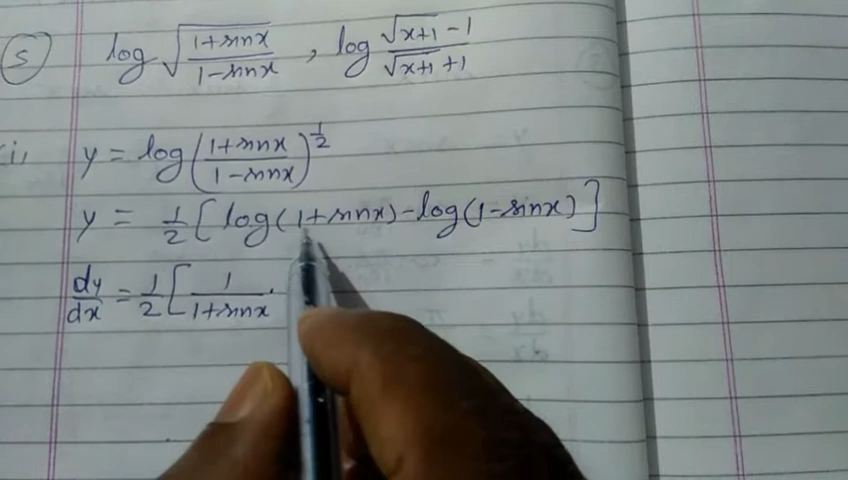 5 log √(1+sinx / 1-sinx) , log (√(x+1) -1 / √(x+1) +1)
(i) y = log (1+sinx / 1-sinx)^(1/2)
y = 1/2 [log(1+sinx) - log(1-sinx)]
dy/dx = 1/2 [1 / 1+sinx .